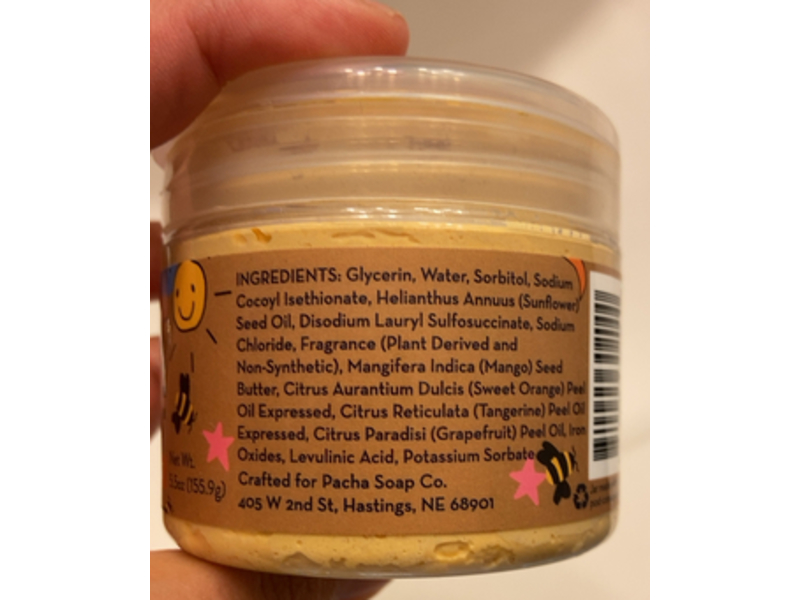 INGREDIENTS: Glycerin, Water, Sorbitol, Sodium
Cocoyl Isethionate, Helianthus Annuus (Sunflower)
Seed Oil, Disodium Lauryl Sulfosuccinate, Sodium
Chloride, Fragrance (Plant Derived and
Non-Synthetic), Mangifera Indica (Mango) Seed
Butter, Citrus Aurantium Dulcis (Sweet Orange) Peel
Oil Expressed, Citrus Reticulata (Tangerine) Peel Oil
Expressed, Citrus Paradisi (Grapefruit) Peel Oil, Iron
Oxides, Levulinic Acid, Potassium Sorbate
Crafted for Pacha Soap Co.
405 W 2nd St, Hastings, NE 68901
Net Wt.
5.5oz (155.9g)